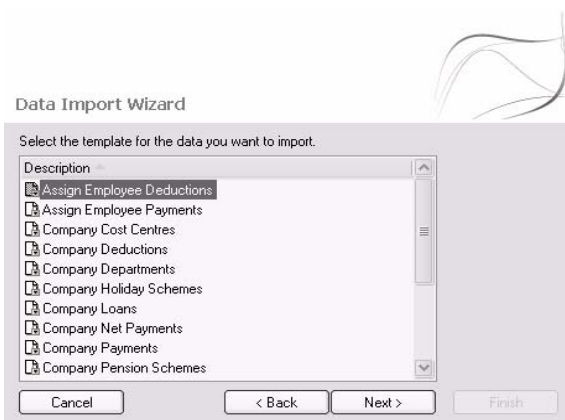 Data Import Wizard
Select the template for the data you want to import.
Description
Assign Employee Deductions
Assign Employee Payments
Company Cost Centres
Company Deductions
Company Departments
Company Holiday Schemes
Company Loans
Company Net Payments
Company Payments
Company Pension Schemes
Cancel < Back Next > Finish